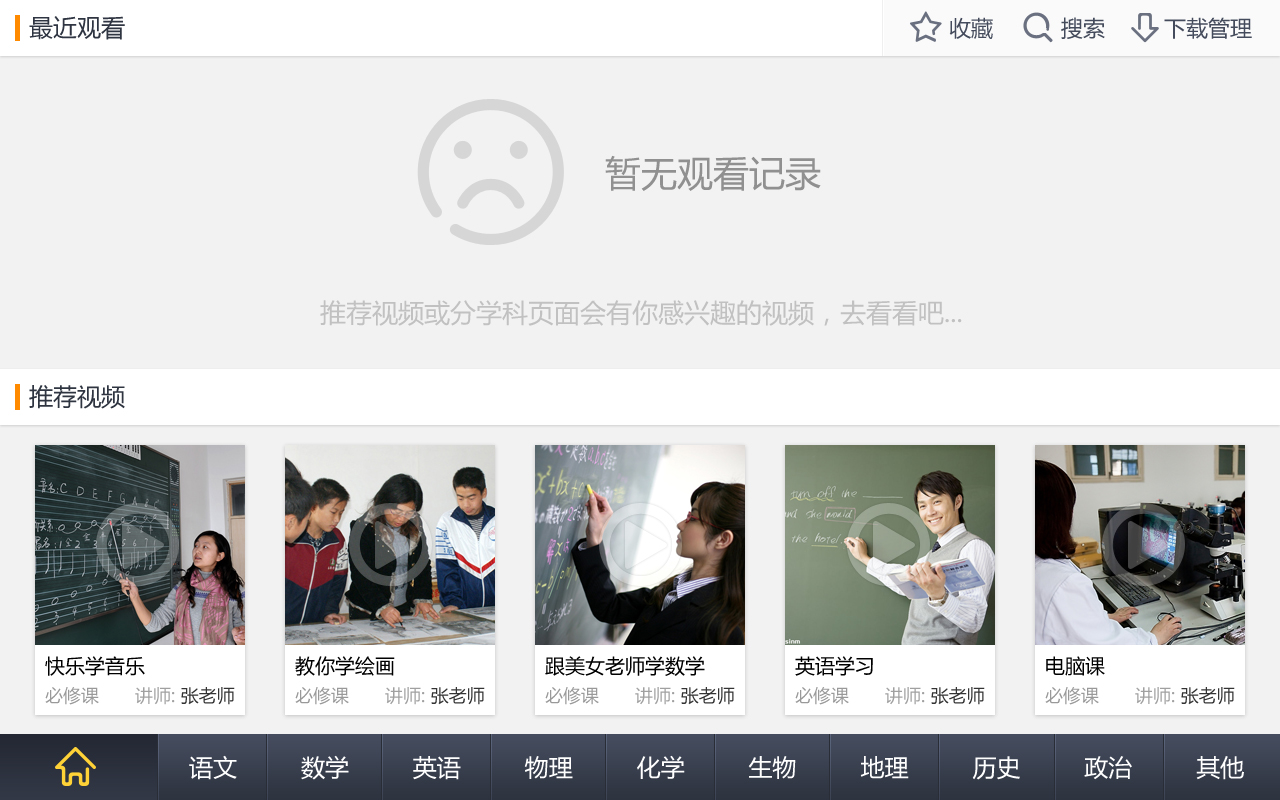 最近观看
收藏
搜索
下载管理
暂无观看记录
推荐视频或分学科页面会有你感兴趣的视频，去看看吧...
推荐视频
快乐学音乐
必修课 讲师: 张老师
教你学绘画
必修课 讲师: 张老师
跟美女老师学数学
必修课 讲师: 张老师
英语学习
必修课 讲师: 张老师
电脑课
必修课 讲师: 张老师
语文 数学 英语 物理 化学 生物 地理 历史 政治 其他